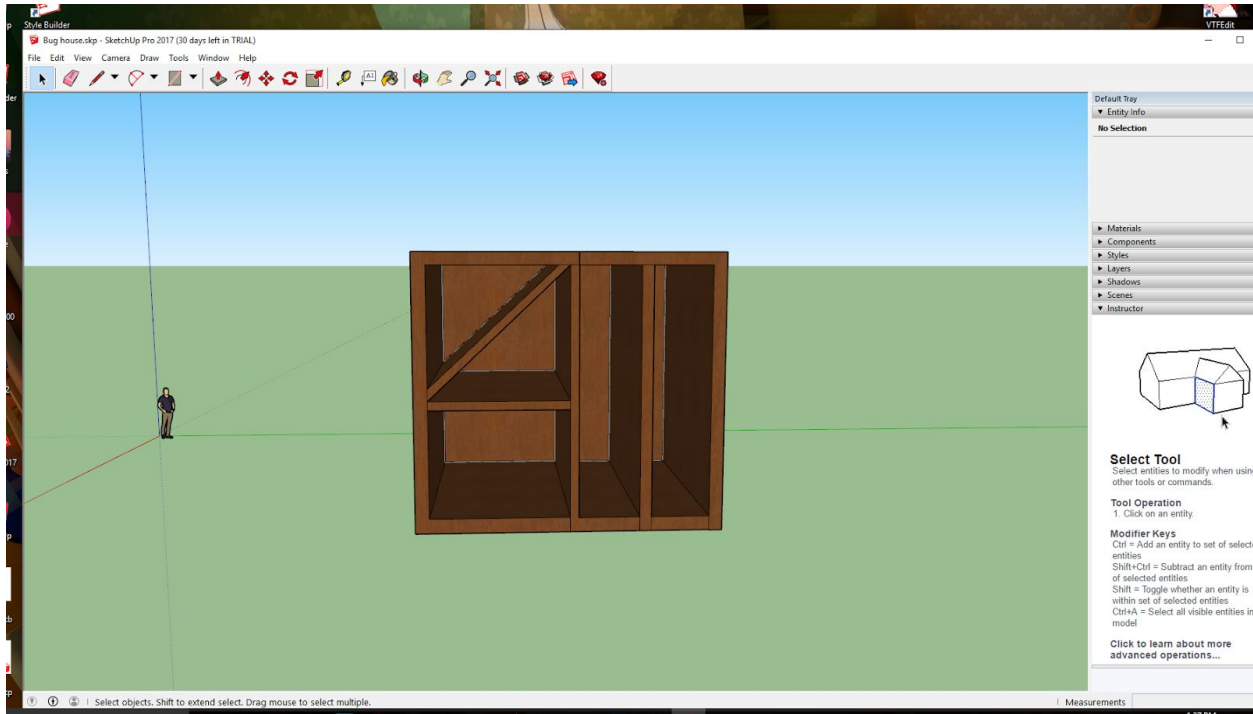 Style Builder
VTFEdit
Bug house.skp - SketchUp Pro 2017 (30 days left in TRIAL)
File Edit View Camera Draw Tools Window Help
A1
Default Tray
Entity Info
No Selection
Materials
Components
Styles
Layers
Shadows
Scenes
Instructor
Select Tool
Select entities to modify when using
other tools or commands.
Tool Operation
1. Click on an entity.
Modifier Keys
Ctrl = Add an entity to set of selected
entities
Shift+Ctrl = Subtract an entity from
of selected entities
Shift = Toggle whether an entity is
within set of selected entities
Ctrl+A = Select all visible entities in
model
Click to learn about more
advanced operations...
Select objects. Shift to extend select. Drag mouse to select multiple.
Measurements